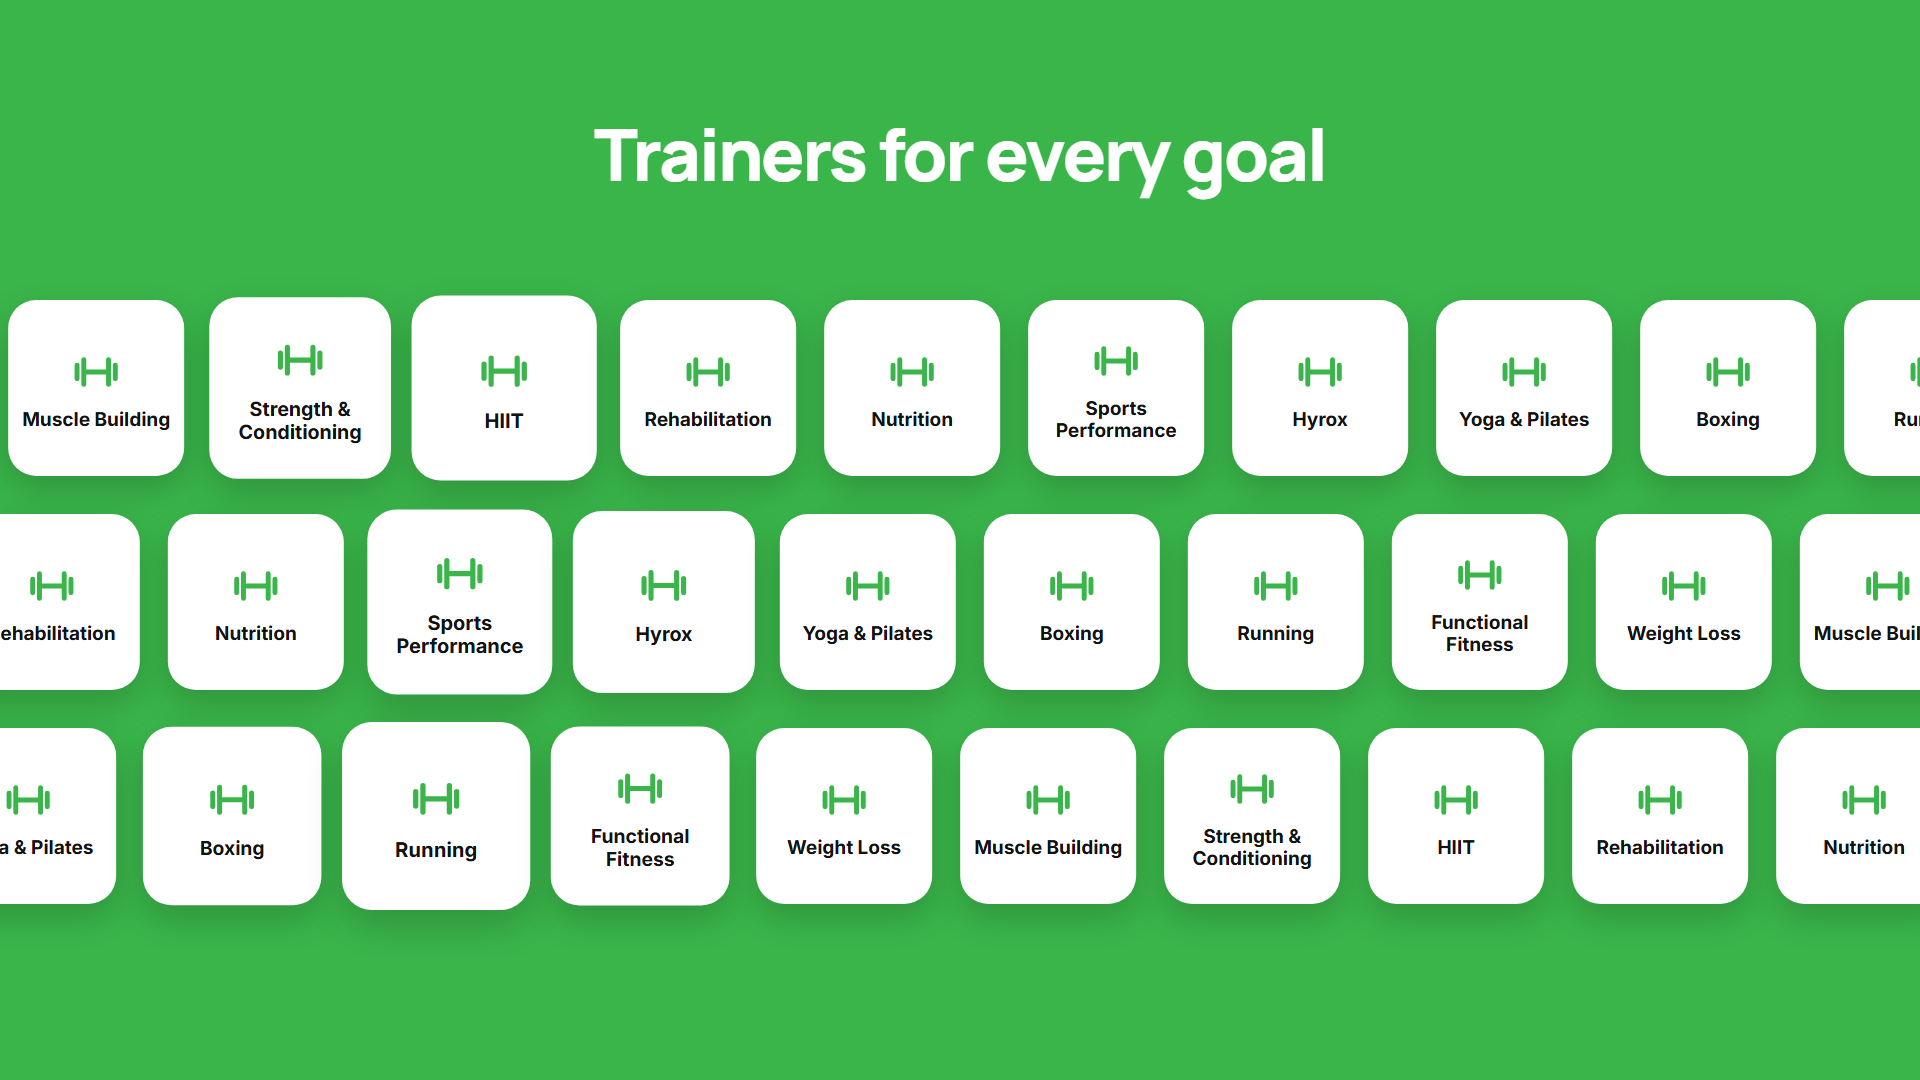 Trainers for every goal
Muscle Building
Strength &
Conditioning
HIIT
Rehabilitation
Nutrition
Sports
Performance
Hyrox
Yoga & Pilates
Boxing
Ru
ehabilitation
Nutrition
Sports
Performance
Hyrox
Yoga & Pilates
Boxing
Running
Functional
Fitness
Weight Loss
Muscle Buil
a & Pilates
Boxing
Running
Functional
Fitness
Weight Loss
Muscle Building
Strength &
Conditioning
HIIT
Rehabilitation
Nutrition